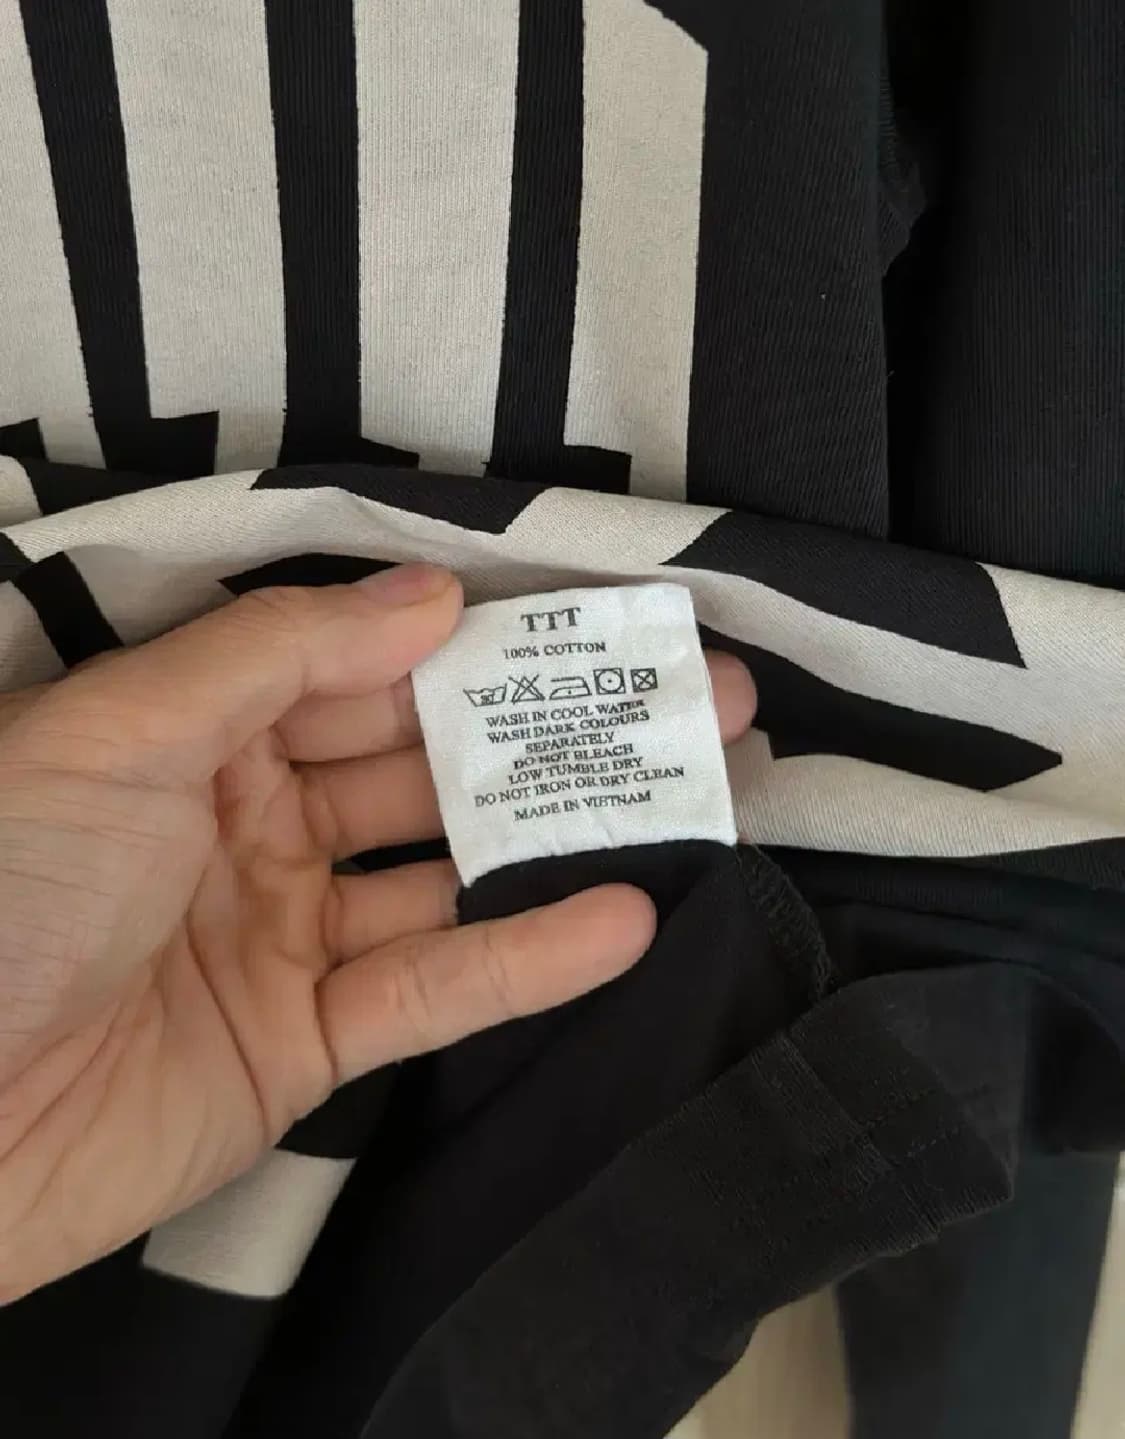 TTT
100% COTTON
WASH IN COOL WATER
WASH DARK COLOURS
SEPARATELY
DO NOT BLEACH
LOW TUMBLE DRY
DO NOT IRON OR DRY CLEAN
MADE IN VIETNAM